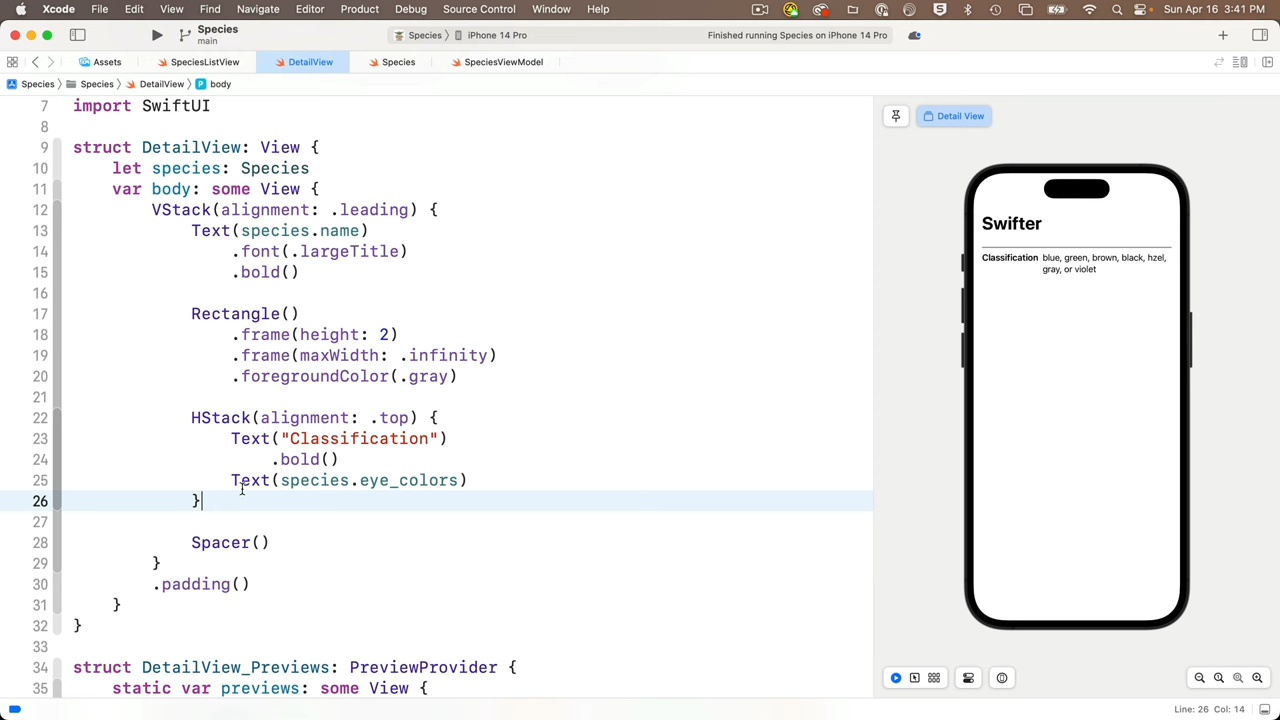 Xcode File Edit View Find Navigate Editor Product Debug Source Control Window Help Sun Apr 16 3:41 PM
Species
main
Species iPhone 14 Pro
Finished running Species on iPhone 14 Pro
Assets SpeciesListView DetailView Species SpeciesViewModel
Species Species DetailView P body
7 import SwiftUI
8
9 struct DetailView: View {
10 let species: Species
11 var body: some View {
12 VStack(alignment: .leading) {
13 Text(species.name)
14 .font(.largeTitle)
15 .bold()
16
17 Rectangle()
18 .frame(height: 2)
19 .frame(maxWidth: .infinity)
20 .foregroundColor(.gray)
21
22 HStack(alignment: .top) {
23 Text("Classification")
24 .bold()
25 Text(species.eye_colors)
26 }
27
28 Spacer()
29 }
30 .padding()
31 }
32 }
33
34 struct DetailView_Previews: PreviewProvider {
35 static var previews: some View {
Detail View
Swifter
Classification blue, green, brown, black, hzel,
gray, or violet
Line: 26 Col: 14